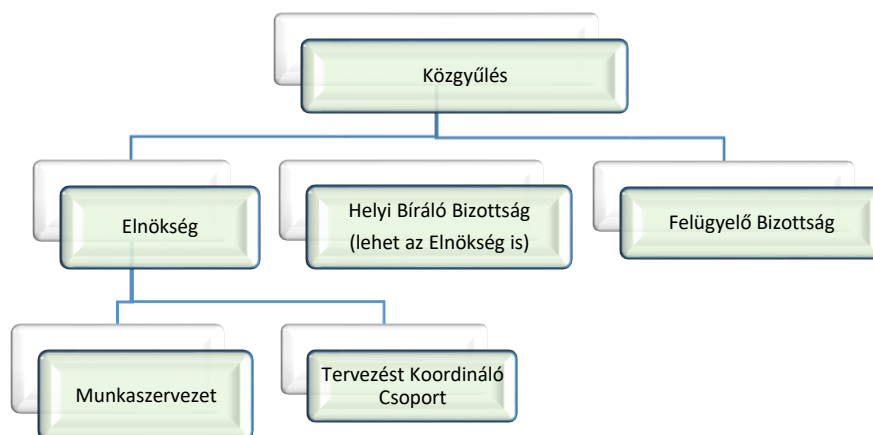 Közgyűlés
Elnökség
Helyi Bíráló Bizottság
(lehet az Elnökség is)
Felügyelő Bizottság
Munkaszervezet
Tervezést Koordináló
Csoport